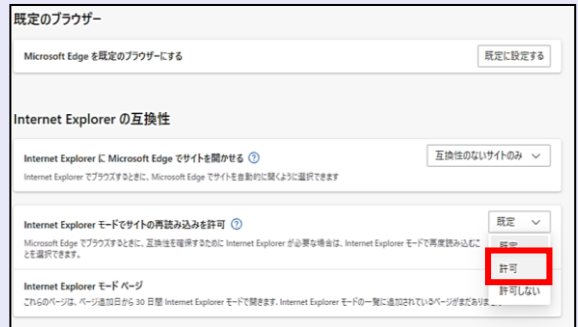 既定のブラウザー
Microsoft Edge を既定のブラウザーにする
既定に設定する
Internet Explorer の互換性
Internet Explorer に Microsoft Edge でサイトを開かせる ?
互換性のないサイトのみ
Internet Explorer でブラウズするときに、Microsoft Edge でサイトを自動的に開くように選択できます
Internet Explorer モードでサイトの再読み込みを許可 ?
既定
Microsoft Edge でブラウズするときに、互換性を確保するために Internet Explorer が必要な場合は、Internet Explorer モードで再度読み込むこ
とを選択できます。
既定
許可
許可しない
Internet Explorer モード ページ
これらのページは、ページ追加日から 30 日間 Internet Explorer モードで開きます. Internet Explorer モードの一覧に追加されているページがまだありま